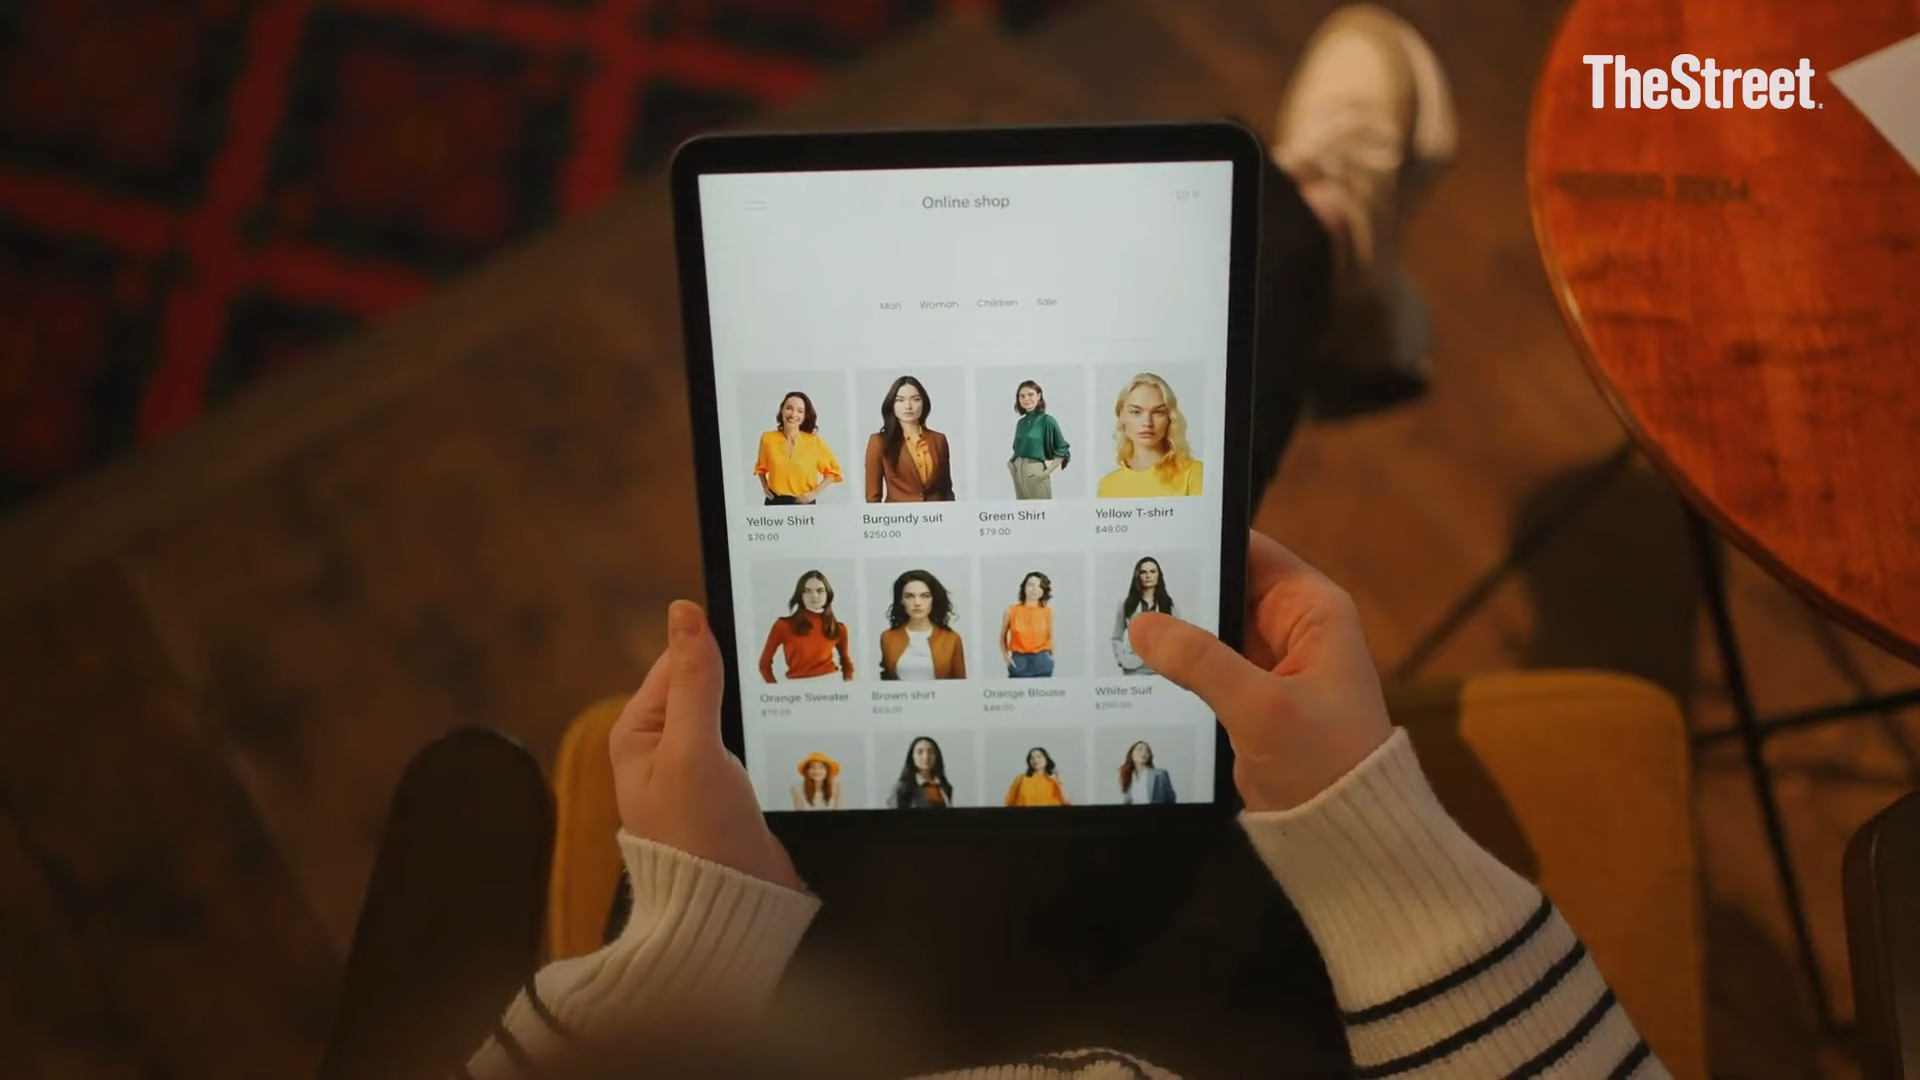 TheStreet
Online shop
0
Man Woman Children Sale
Yellow Shirt Burgundy suit Green Shirt Yellow T-shirt
$70.00 $250.00 $79.00 $49.00
Orange Sweater Brown shirt Orange Blouse White Suit
$250.00